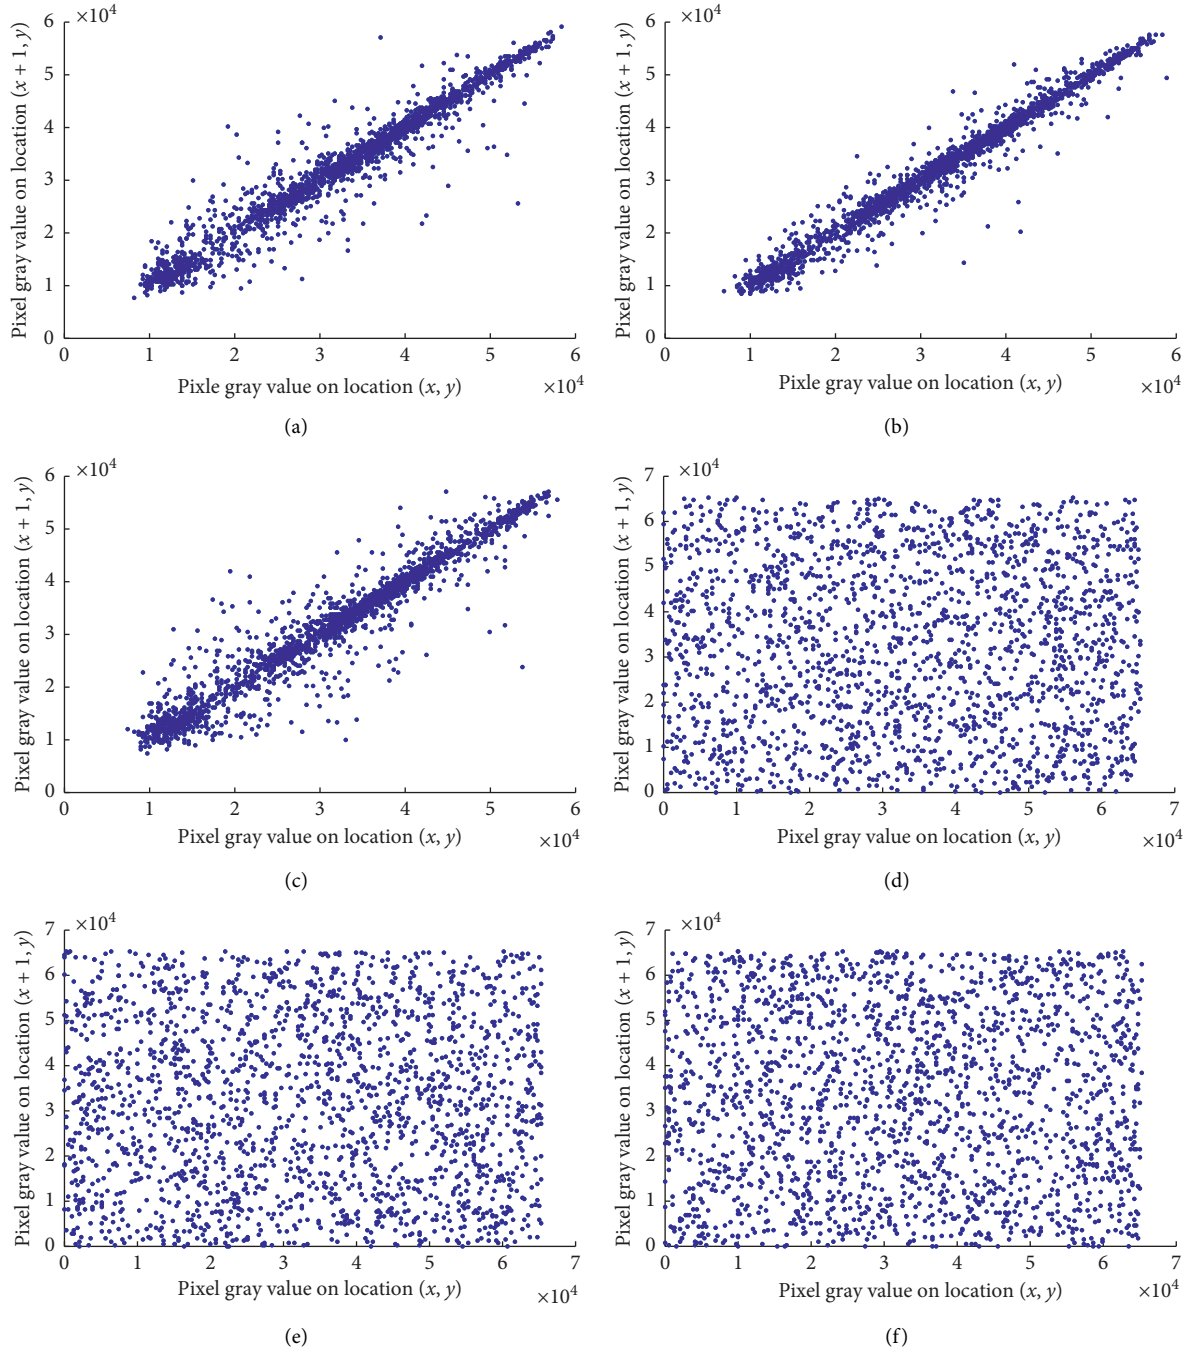 ×10⁴
×10⁴
6
5
4
3
2
1
0
Pixel gray value on location (x + 1, y)
6
5
4
3
2
1
0
Pixel gray value on location (x + 1, y)
0 1 2 3 4 5 6
0 1 2 3 4 5 6
Pixle gray value on location (x, y) ×10⁴
Pixle gray value on location (x, y) ×10⁴
(a)
(b)
×10⁴
×10⁴
6
5
4
3
2
1
0
Pixel gray value on location (x + 1, y)
7
6
5
4
3
2
1
0
Pixel gray value on location (x + 1, y)
0 1 2 3 4 5 6
0 1 2 3 4 5 6 7
Pixel gray value on location (x, y) ×10⁴
Pixel gray value on location (x, y) ×10⁴
(c)
(d)
×10⁴
×10⁴
7
6
5
4
3
2
1
0
Pixel gray value on location (x + 1, y)
7
6
5
4
3
2
1
0
Pixel gray value on location (x + 1, y)
0 1 2 3 4 5 6 7
0 1 2 3 4 5 6 7
Pixel gray value on location (x, y) ×10⁴
Pixel gray value on location (x, y) ×10⁴
(e)
(f)